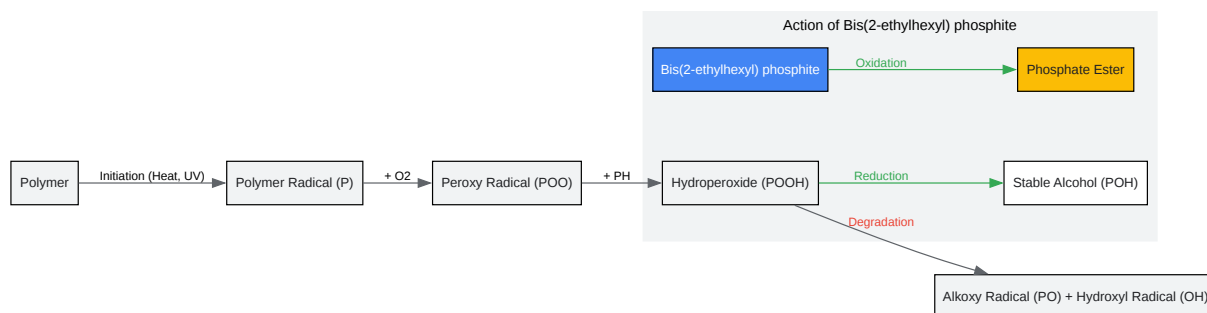 Action of Bis(2-ethylhexyl) phosphite
Bis(2-ethylhexyl) phosphite
Oxidation
Phosphate Ester
Polymer
Initiation (Heat, UV)
Polymer Radical (P)
+ O2
Peroxy Radical (POO)
+ PH
Hydroperoxide (POOH)
Reduction
Stable Alcohol (POH)
Degradation
Alkoxy Radical (PO) + Hydroxyl Radical (OH)